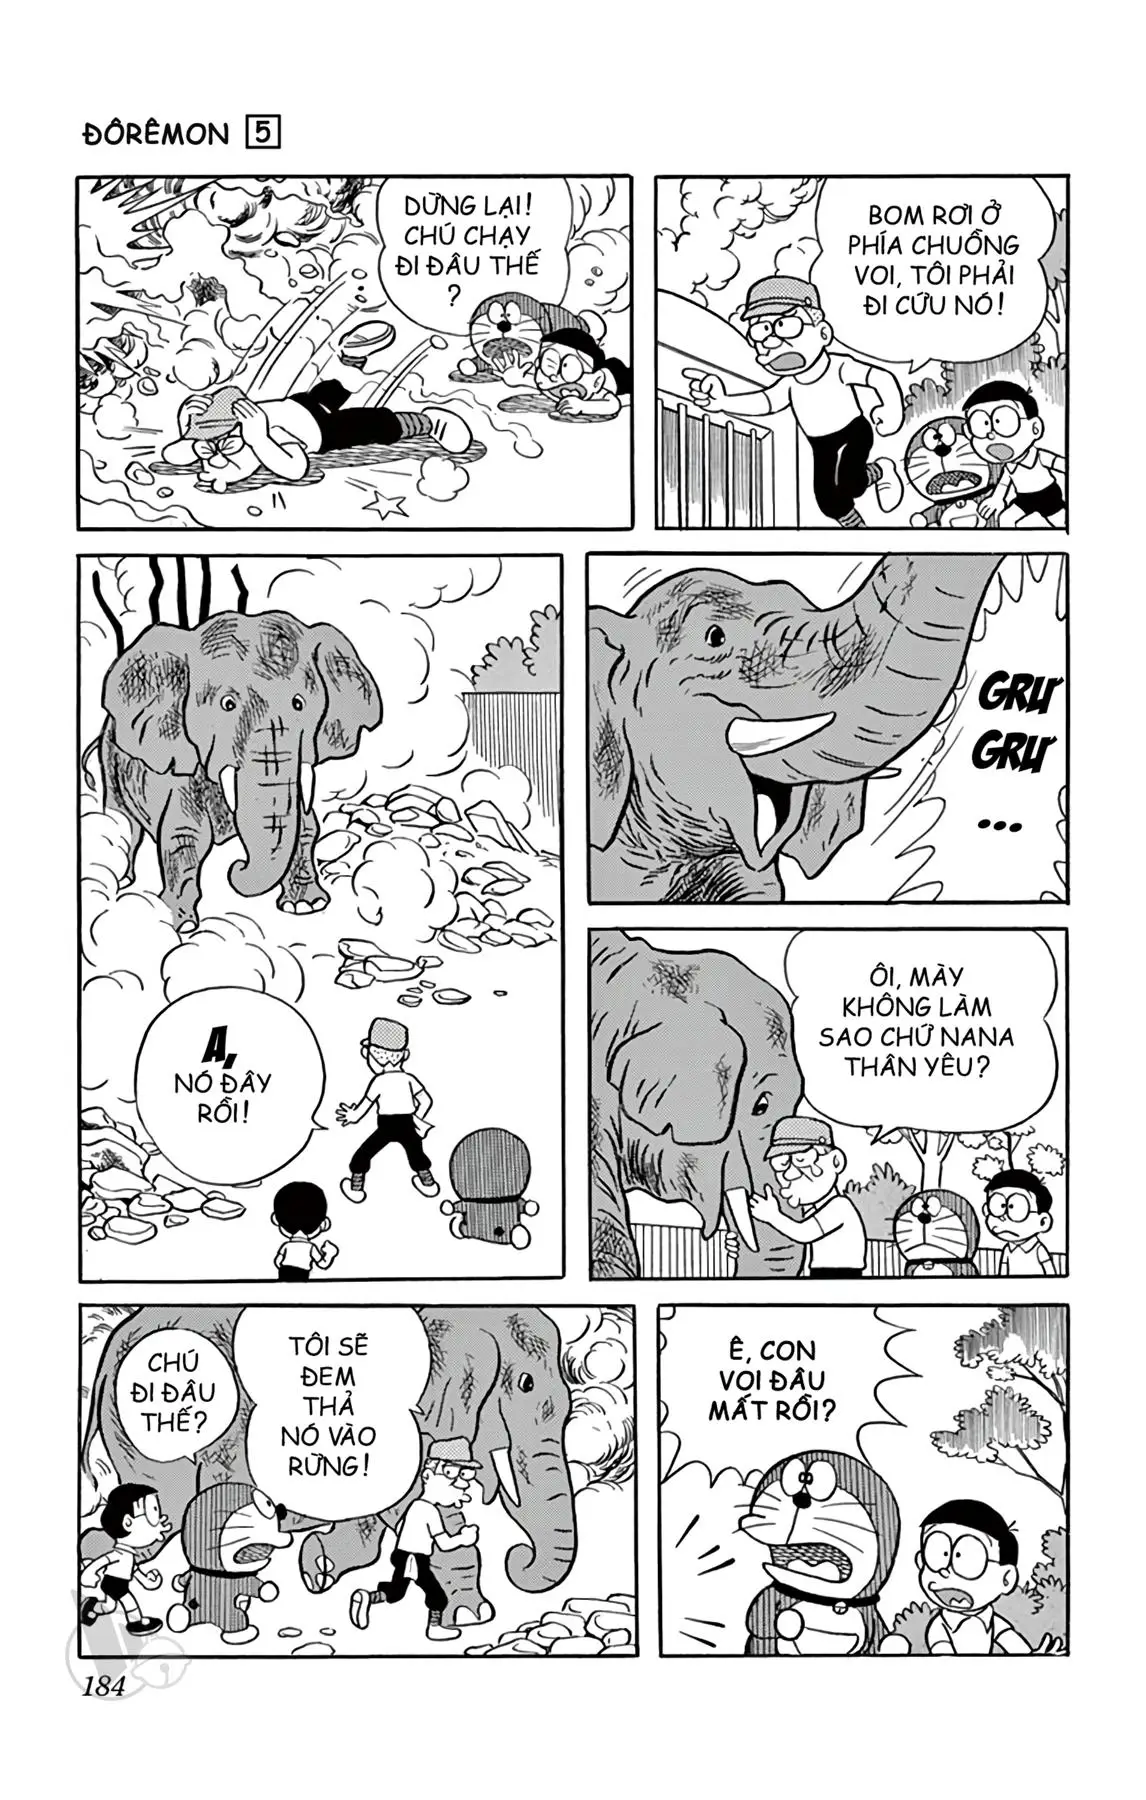 ĐÔRÊMON 5
DỪNG LẠI!
CHÚ CHẠY
ĐI ĐÂU THẾ
?
BOM RƠI Ở
PHÍA CHUỒNG
VOI, TÔI PHẢI
ĐI CỨU NÓ!
A,
NÓ ĐÂY
RỒI!
GRƯ
GRƯ
...
ÔI, MÀY
KHÔNG LÀM
SAO CHỨ NANA
THÂN YÊU?
CHÚ
ĐI ĐÂU
THẾ?
TÔI SẼ
ĐEM
THẢ
NÓ VÀO
RỪNG!
Ê, CON
VOI ĐÂU
MẤT RỒI?
184